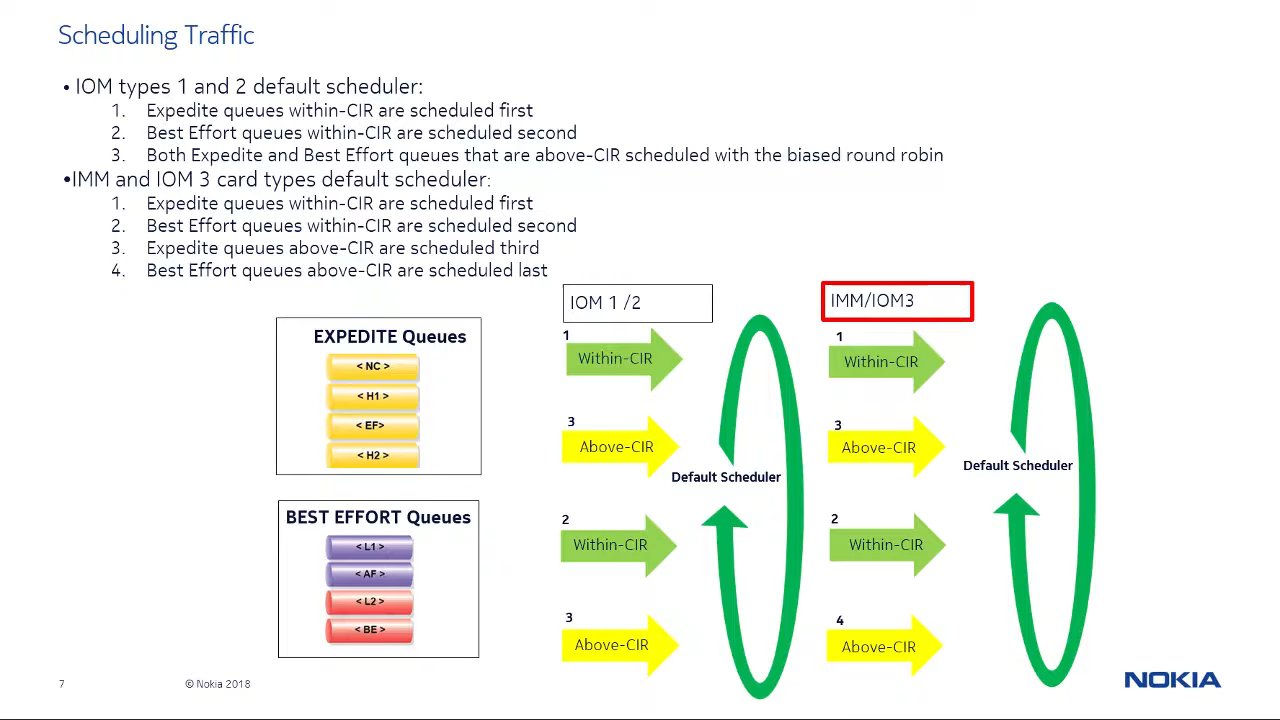 Scheduling Traffic
• IOM types 1 and 2 default scheduler:
1. Expedite queues within-CIR are scheduled first
2. Best Effort queues within-CIR are scheduled second
3. Both Expedite and Best Effort queues that are above-CIR scheduled with the biased round robin
•IMM and IOM 3 card types default scheduler:
1. Expedite queues within-CIR are scheduled first
2. Best Effort queues within-CIR are scheduled second
3. Expedite queues above-CIR are scheduled third
4. Best Effort queues above-CIR are scheduled last
EXPEDITE Queues
< NC >
< H1 >
< EF>
< H2 >
BEST EFFORT Queues
< L1 >
< AF >
< L2 >
< BE >
IOM 1 /2
1
Within-CIR
3
Above-CIR
Default Scheduler
2
Within-CIR
3
Above-CIR
IMM/IOM3
1
Within-CIR
3
Above-CIR
Default Scheduler
2
Within-CIR
4
Above-CIR
7
© Nokia 2018
NOKIA